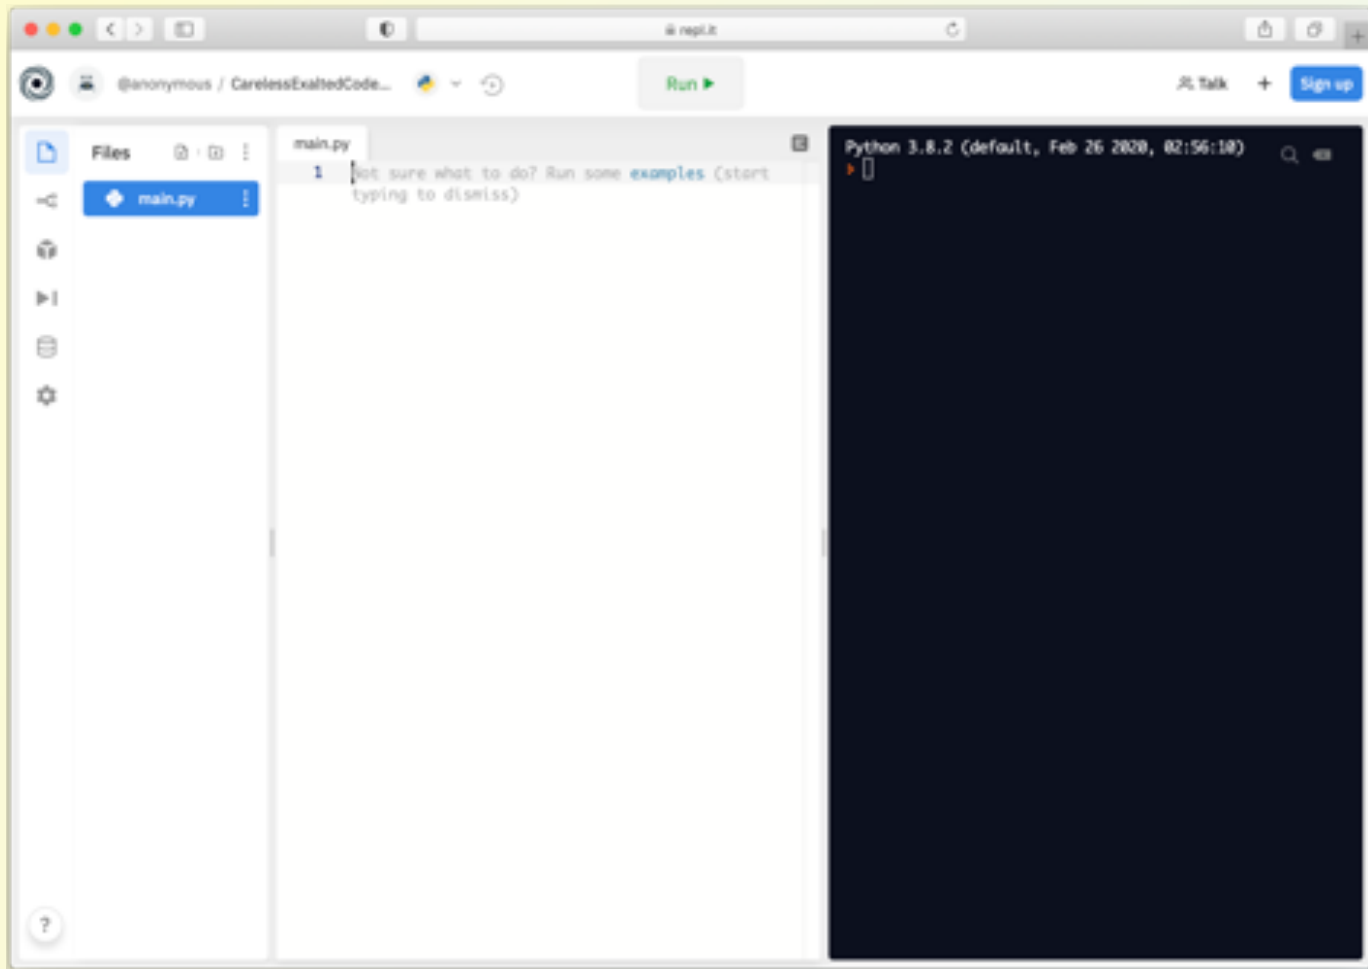 repl.it
@anonymous / CarelessExaltedCode...
Run
Talk
+
Sign up
Files
main.py
main.py
1
Not sure what to do? Run some examples (start
typing to dismiss)
Python 3.8.2 (default, Feb 26 2020, 02:56:10)
?